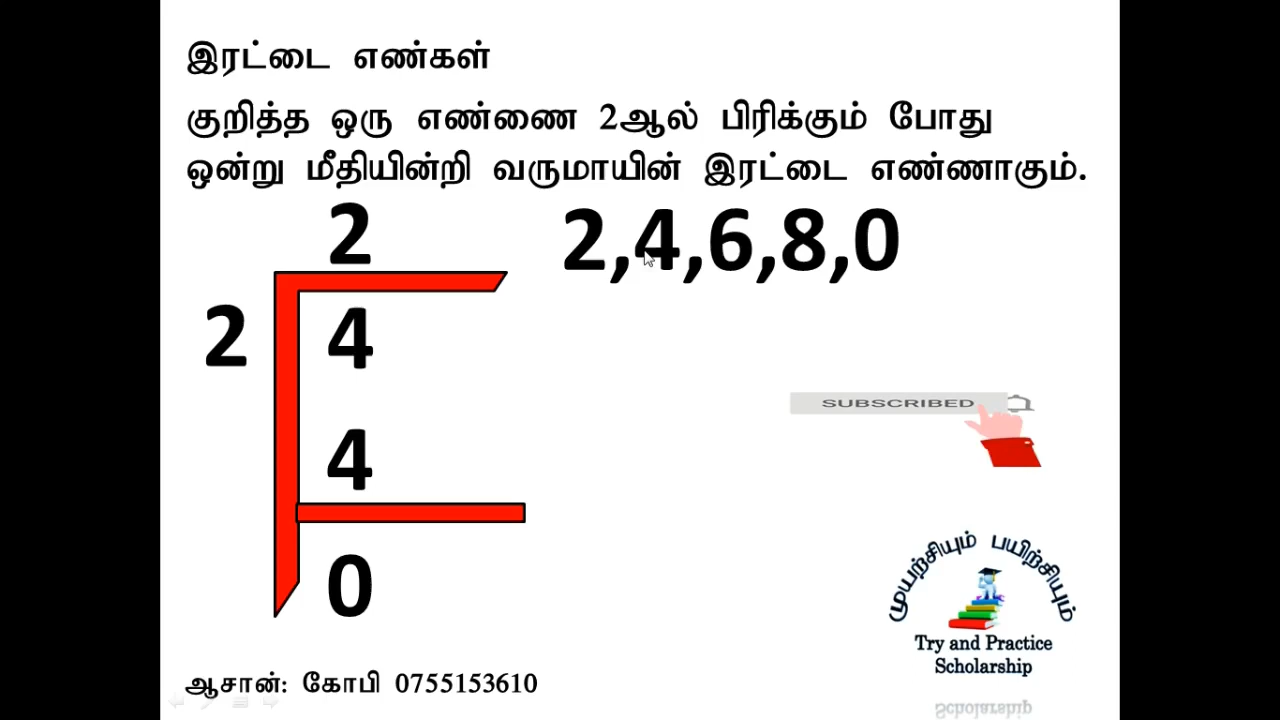 இரட்டை எண்கள்
குறித்த ஒரு எண்ணை 2ஆல் பிரிக்கும் போது
ஒன்று மீதியின்றி வருமாயின் இரட்டை எண்ணாகும்.
2
2,4,6,8,0
2
4
4
0
SUBSCRIBED
முயற்சியும் பயிற்சியும்
Try and Practice
Scholarship
ஆசான்: கோபி 0755153610